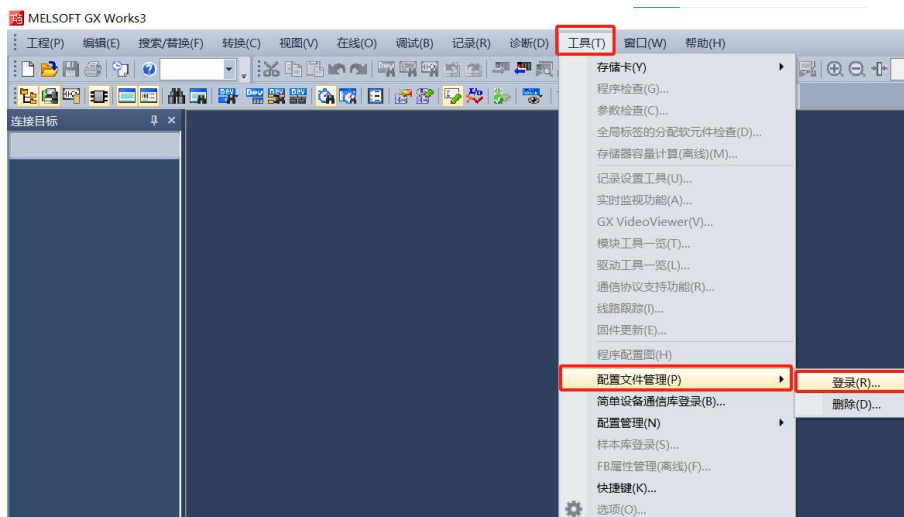 MELSOFT GX Works3
工程(P) 编辑(E) 搜索/替换(F) 转换(C) 视图(V) 在线(O) 调试(B) 记录(R) 诊断(D) 工具(T) 窗口(W) 帮助(H)
连接目标
存储卡(Y)
程序检查(G)...
参数检查(C)...
全局标签的分配软元件检查(D)...
存储器容量计算(离线)(M)...
记录设置工具(U)...
实时监视功能(A)...
GX VideoViewer(V)...
模块工具一览(T)...
驱动工具一览(L)...
通信协议支持功能(R)...
线路跟踪(I)...
固件更新(E)...
程序配置图(H)
配置文件管理(P)
登录(R)...
删除(D)...
简单设备通信库登录(B)...
配置管理(N)
样本库登录(S)...
FB属性管理(离线)(F)...
快捷键(K)...
选项(O)...